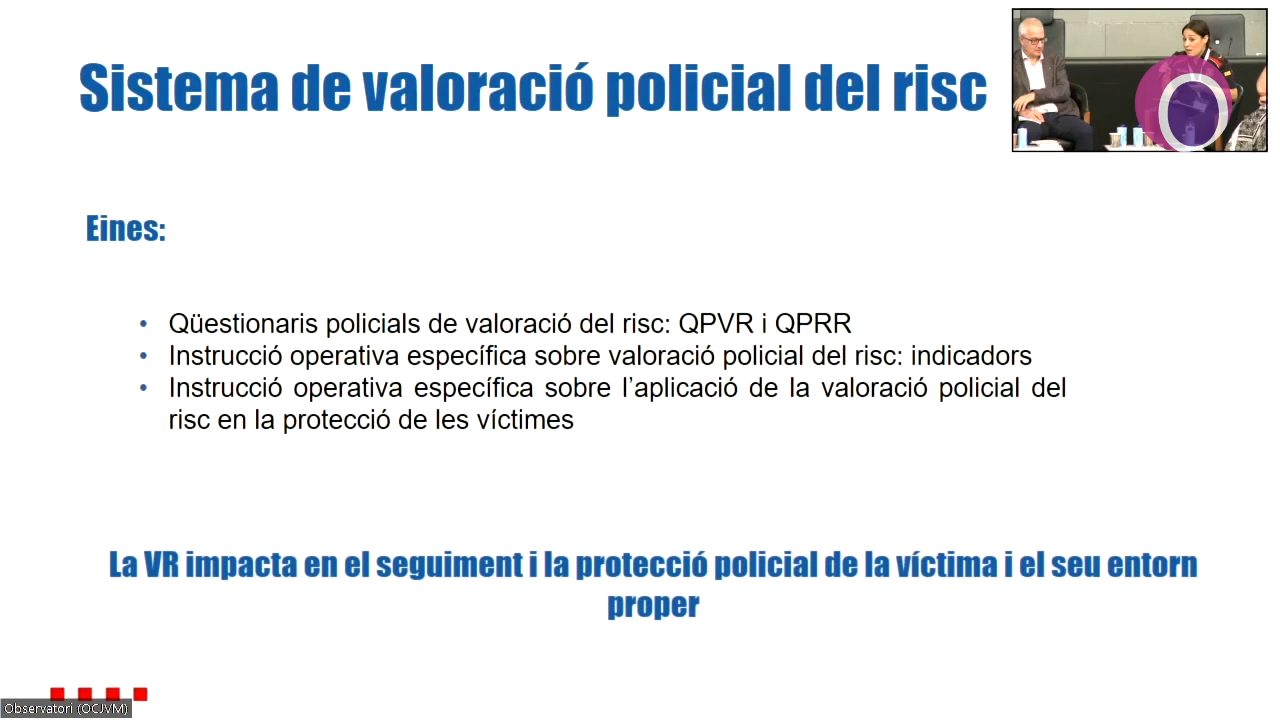 Sistema de valoració policial del risc
Eines:
• Qüestionaris policials de valoració del risc: QPVR i QPRR
• Instrucció operativa específica sobre valoració policial del risc: indicadors
• Instrucció operativa específica sobre l’aplicació de la valoració policial del
risc en la protecció de les víctimes
La VR impacta en el seguiment i la protecció policial de la víctima i el seu entorn
proper
Observatori (OCJVM)